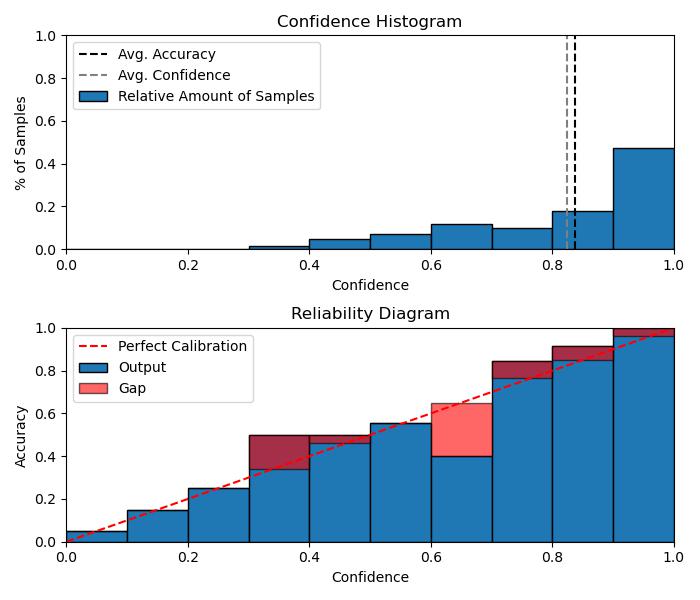 Confidence Histogram
1.0
0.8
0.6
0.4
0.2
0.0
% of Samples
Avg. Accuracy
Avg. Confidence
Relative Amount of Samples
0.0 0.2 0.4 0.6 0.8 1.0
Confidence
Reliability Diagram
1.0
0.8
0.6
0.4
0.2
0.0
Accuracy
Perfect Calibration
Output
Gap
0.0 0.2 0.4 0.6 0.8 1.0
Confidence